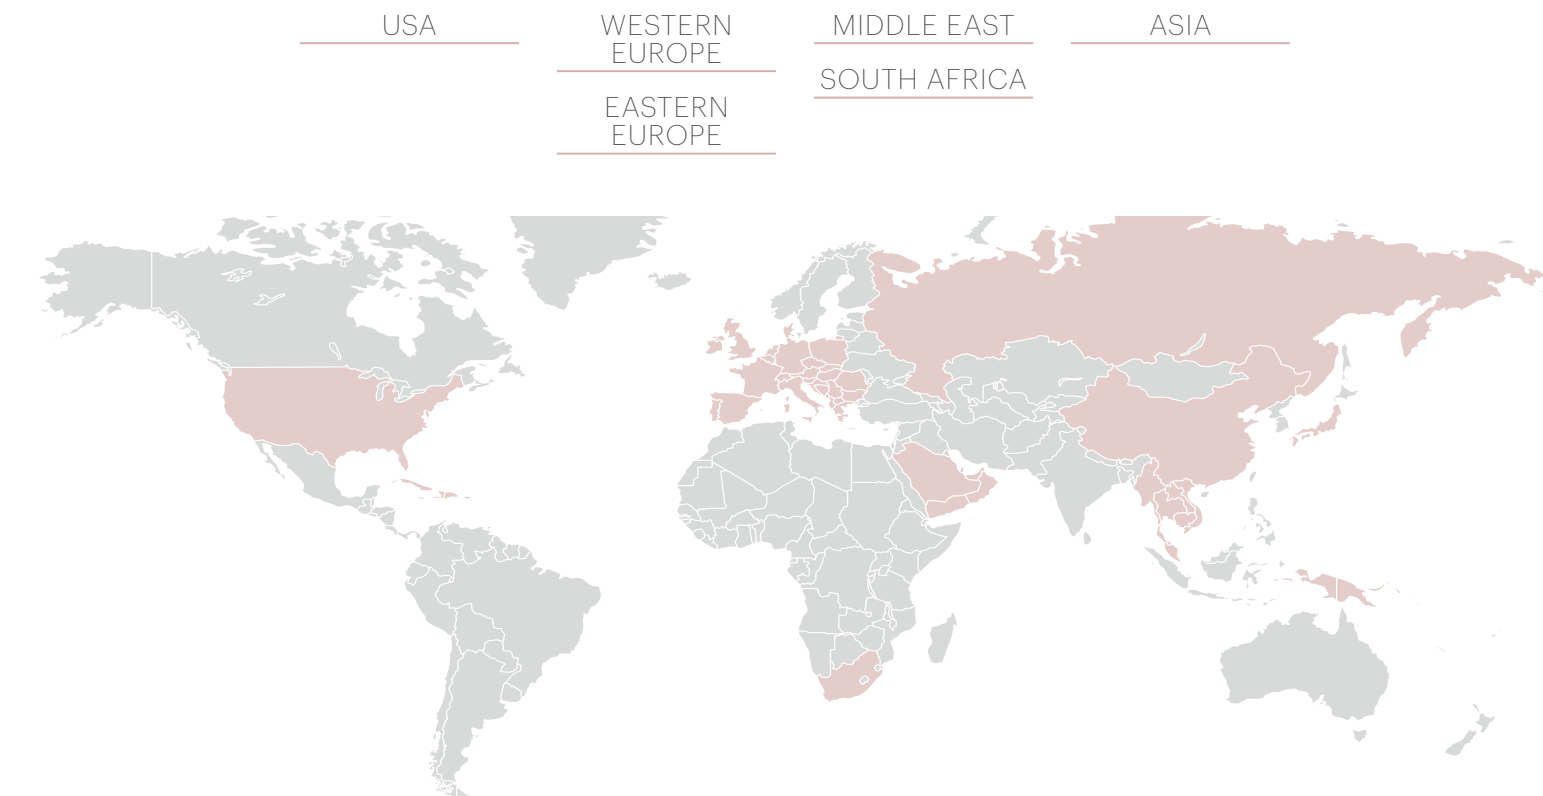 USA
WESTERN
EUROPE
EASTERN
EUROPE
MIDDLE EAST
SOUTH AFRICA
ASIA